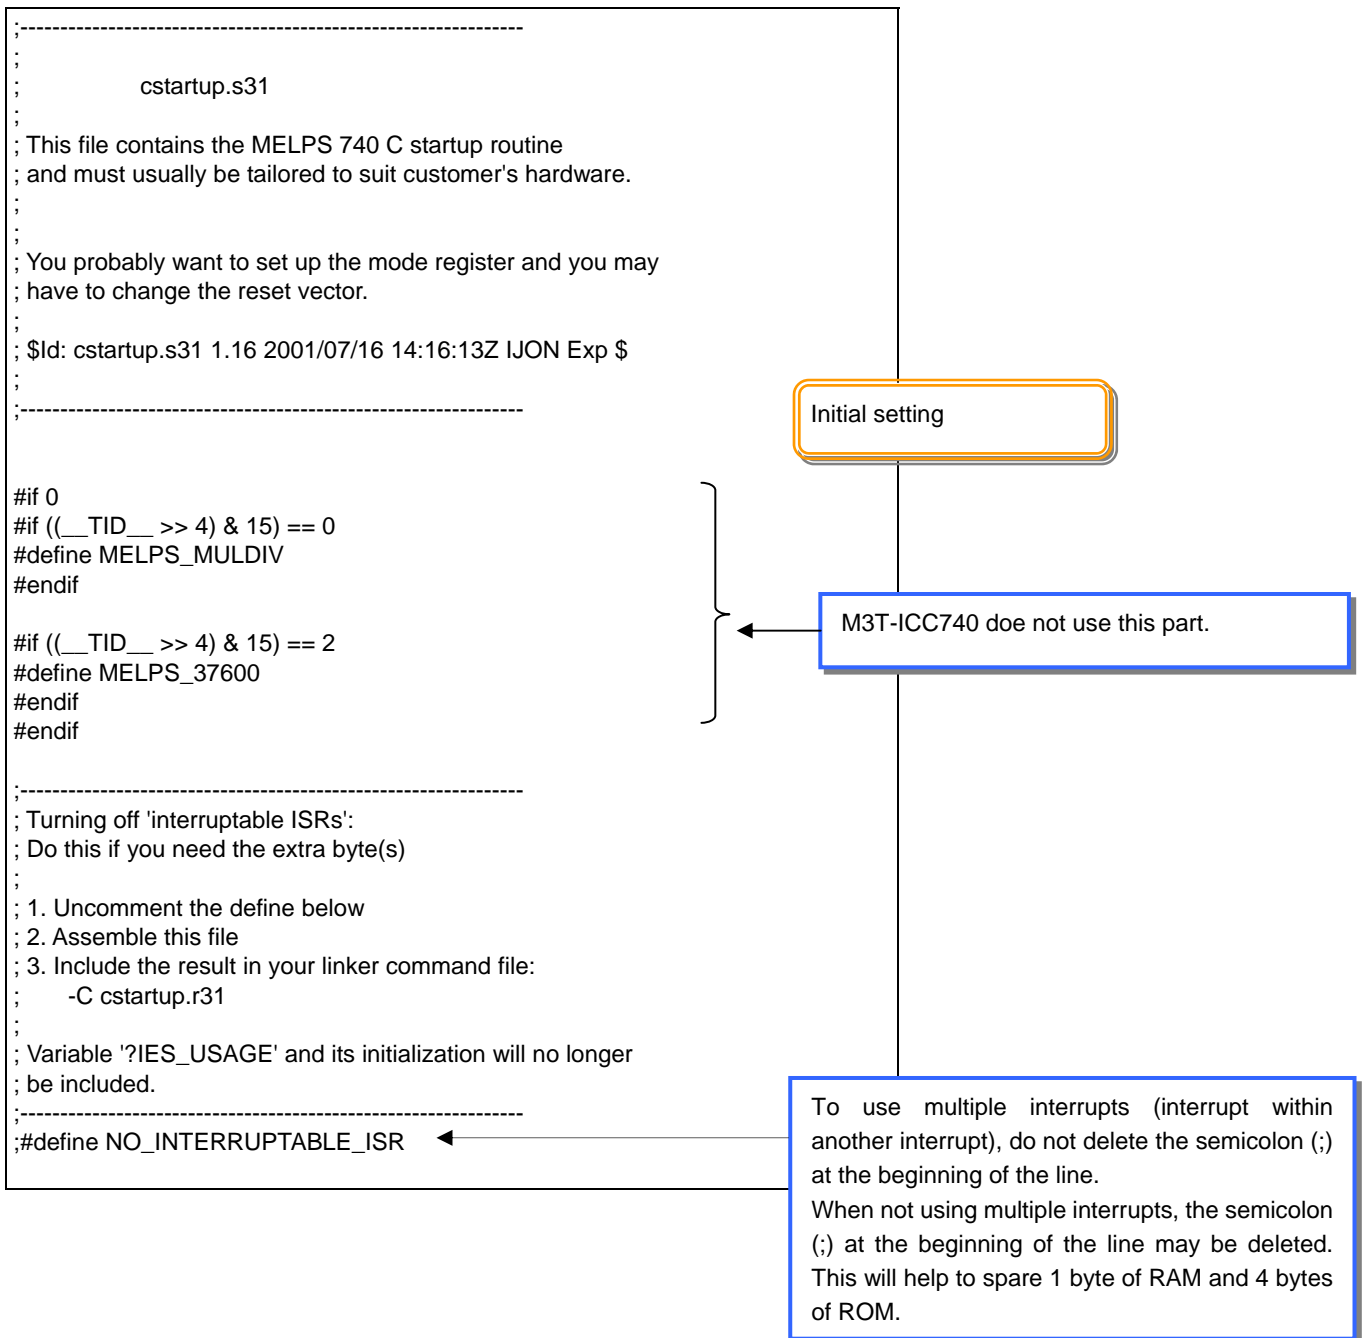 ;---------------------------------------------------------------
;
; cstartup.s31
;
; This file contains the MELPS 740 C startup routine
; and must usually be tailored to suit customer's hardware.
;
;
; You probably want to set up the mode register and you may
; have to change the reset vector.
;
; $Id: cstartup.s31 1.16 2001/07/16 14:16:13Z IJON Exp $
;
;---------------------------------------------------------------
Initial setting
#if 0
#if ((__TID__ >> 4) & 15) == 0
#define MELPS_MULDIV
#endif
#if ((__TID__ >> 4) & 15) == 2
#define MELPS_37600
#endif
#endif
M3T-ICC740 doe not use this part.
;---------------------------------------------------------------
; Turning off 'interruptable ISRs':
; Do this if you need the extra byte(s)
;
; 1. Uncomment the define below
; 2. Assemble this file
; 3. Include the result in your linker command file:
; -C cstartup.r31
;
; Variable '?IES_USAGE' and its initialization will no longer
; be included.
;---------------------------------------------------------------
;#define NO_INTERRUPTABLE_ISR
To use multiple interrupts (interrupt within
another interrupt), do not delete the semicolon (;)
at the beginning of the line.
When not using multiple interrupts, the semicolon
(;) at the beginning of the line may be deleted.
This will help to spare 1 byte of RAM and 4 bytes
of ROM.